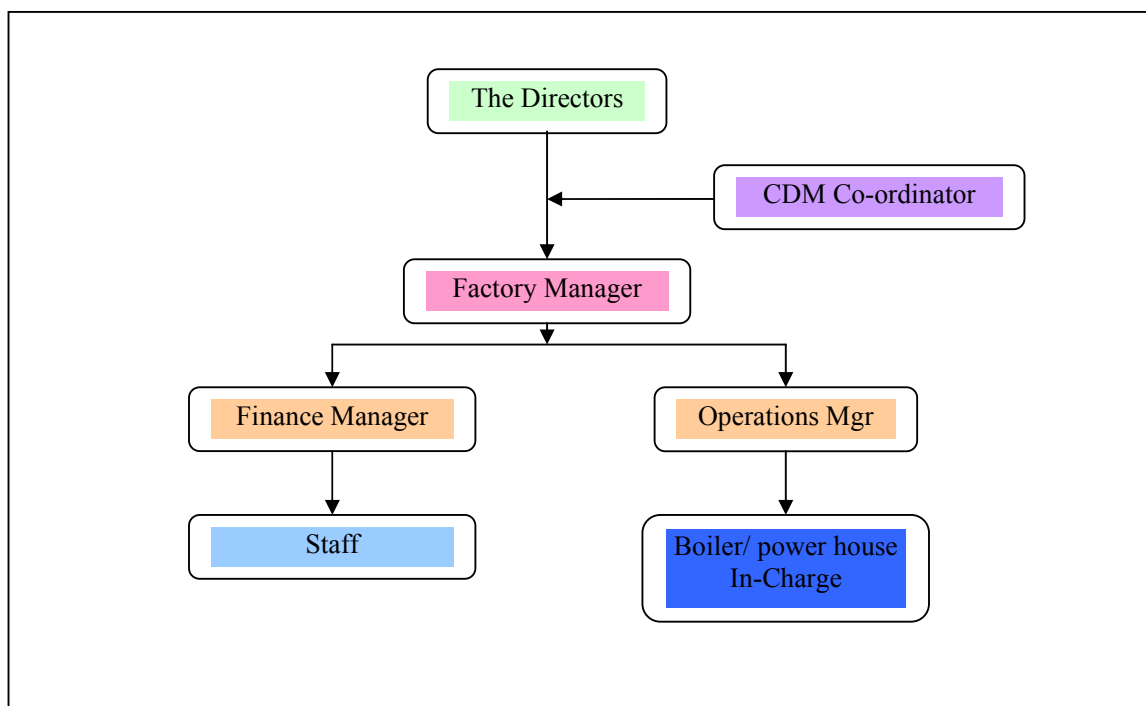 The Directors
CDM Co-ordinator
Factory Manager
Finance Manager
Operations Mgr
Staff
Boiler/ power house
In-Charge